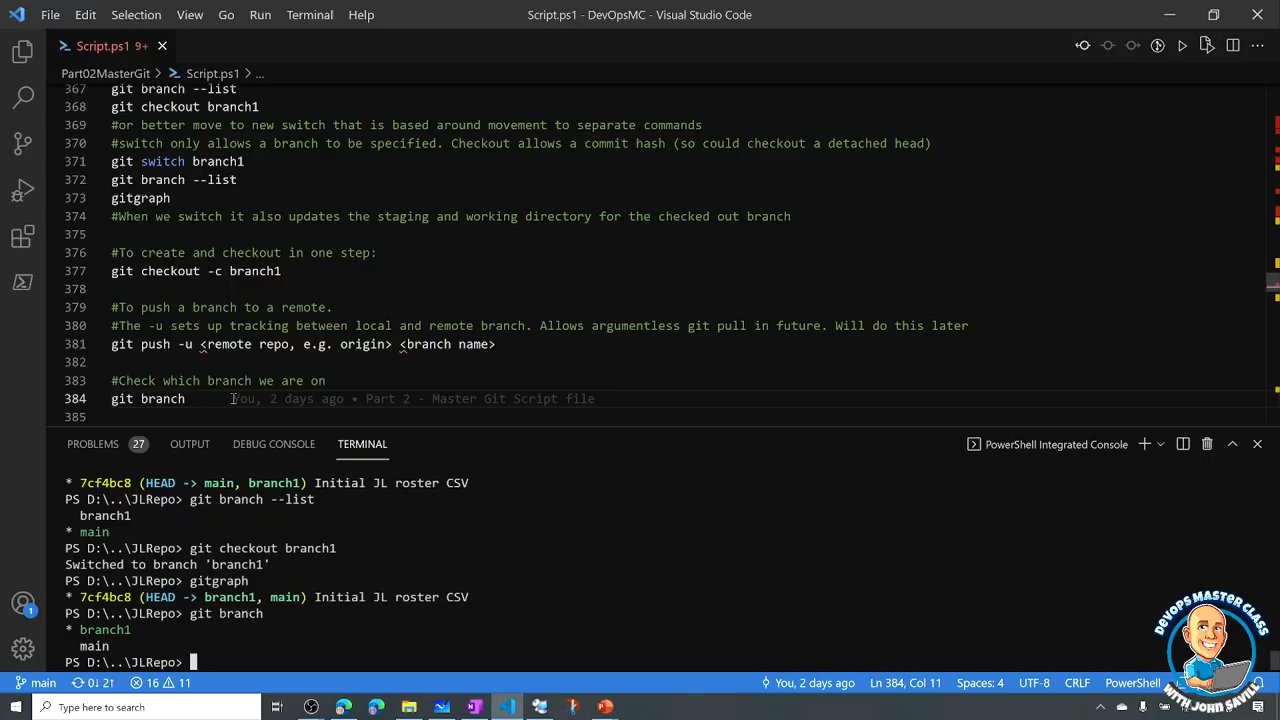 File Edit Selection View Go Run Terminal Help Script.ps1 - DevOpsMC - Visual Studio Code
Script.ps1 9+
Part02MasterGit > Script.ps1 > ...
367 git branch --list
368 git checkout branch1
369 #or better move to new switch that is based around movement to separate commands
370 #switch only allows a branch to be specified. Checkout allows a commit hash (so could checkout a detached head)
371 git switch branch1
372 git branch --list
373 gitgraph
374 #When we switch it also updates the staging and working directory for the checked out branch
375
376 #To create and checkout in one step:
377 git checkout -c branch1
378
379 #To push a branch to a remote.
380 #The -u sets up tracking between local and remote branch. Allows argumentless git pull in future. Will do this later
381 git push -u <remote repo, e.g. origin> <branch name>
382
383 #Check which branch we are on
384 git branch You, 2 days ago • Part 2 - Master Git Script file
385
PROBLEMS 27 OUTPUT DEBUG CONSOLE TERMINAL PowerShell Integrated Console
* 7cf4bc8 (HEAD -> main, branch1) Initial JL roster CSV
PS D:\..\JLRepo> git branch --list
branch1
* main
PS D:\..\JLRepo> git checkout branch1
Switched to branch 'branch1'
PS D:\..\JLRepo> gitgraph
* 7cf4bc8 (HEAD -> branch1, main) Initial JL roster CSV
PS D:\..\JLRepo> git branch
* branch1
main
PS D:\..\JLRepo>
DEVOPS MASTER CLASS
WITH JOHN SAVILL
1
main 0↓ 2↑ 16 11 You, 2 days ago Ln 384, Col 11 Spaces: 4 UTF-8 CRLF PowerShell
Type here to search